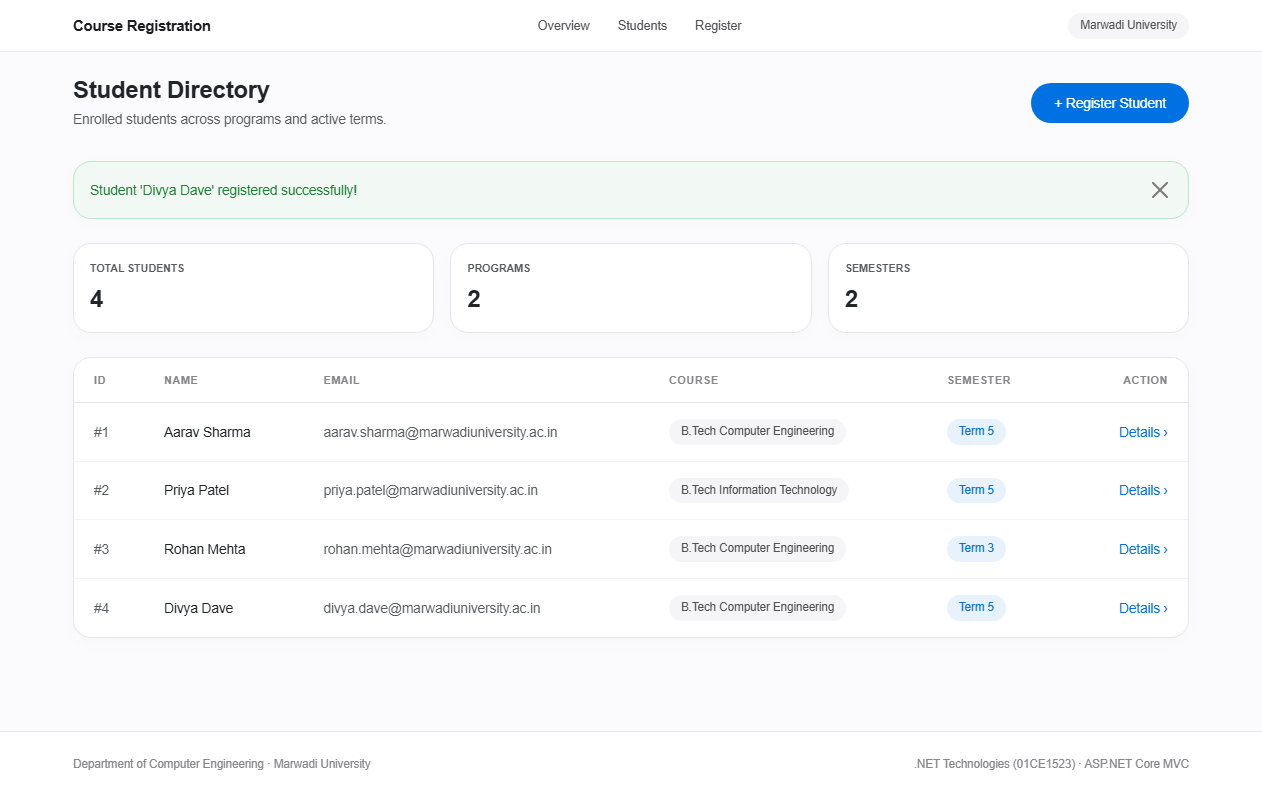 Course Registration Overview Students Register Marwadi University
Student Directory
Enrolled students across programs and active terms.
+ Register Student
Student 'Divya Dave' registered successfully!
TOTAL STUDENTS PROGRAMS SEMESTERS
4 2 2
ID NAME EMAIL COURSE SEMESTER ACTION
#1 Aarav Sharma aarav.sharma@marwadiuniversity.ac.in B.Tech Computer Engineering Term 5 Details ›
#2 Priya Patel priya.patel@marwadiuniversity.ac.in B.Tech Information Technology Term 5 Details ›
#3 Rohan Mehta rohan.mehta@marwadiuniversity.ac.in B.Tech Computer Engineering Term 3 Details ›
#4 Divya Dave divya.dave@marwadiuniversity.ac.in B.Tech Computer Engineering Term 5 Details ›
Department of Computer Engineering · Marwadi University .NET Technologies (01CE1523) · ASP.NET Core MVC